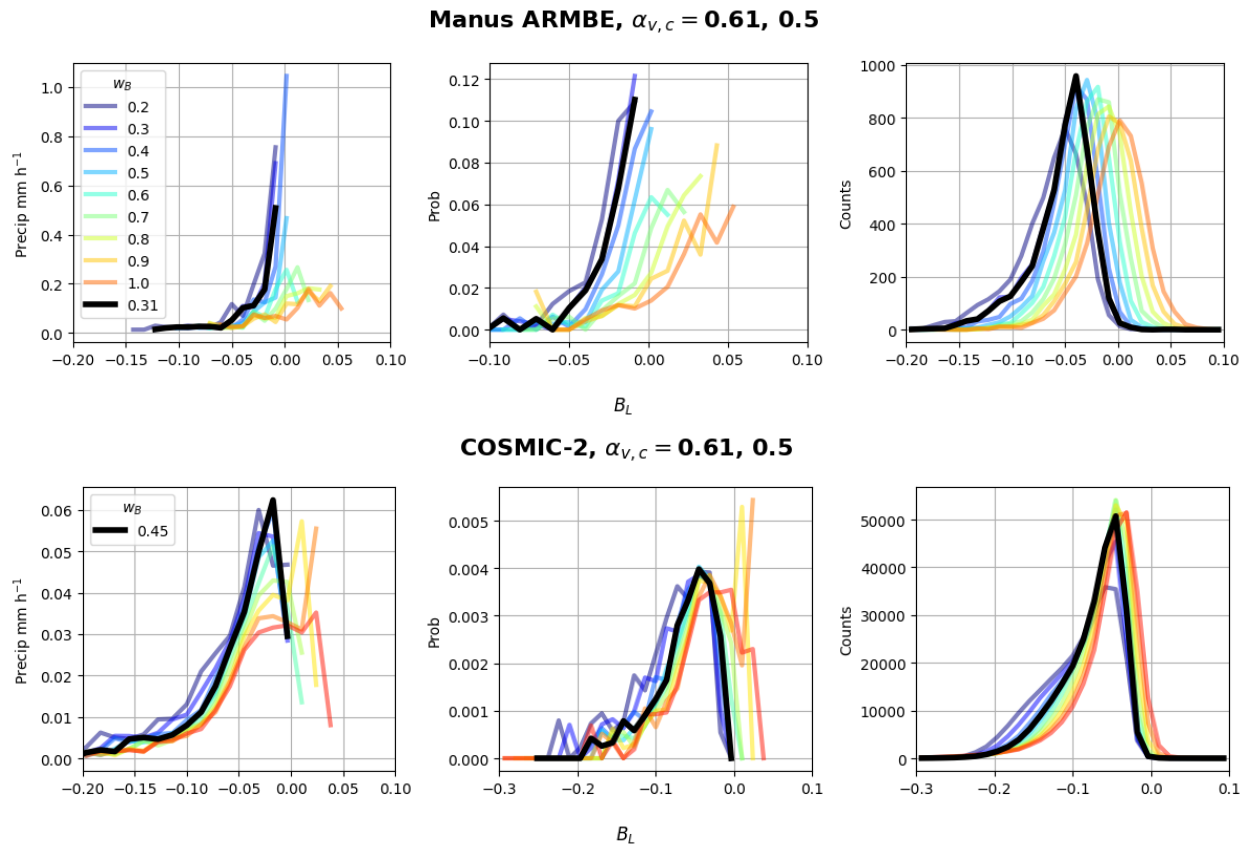 Manus ARMBE, α_{v,c} = 0.61, 0.5
Precip mm h⁻¹
1.0
0.8
0.6
0.4
0.2
0.0
w_B
0.2
0.3
0.4
0.5
0.6
0.7
0.8
0.9
1.0
0.31
−0.20 −0.15 −0.10 −0.05 0.00 0.05 0.10
Prob
0.12
0.10
0.08
0.06
0.04
0.02
0.00
−0.100 −0.05 0.00 0.05 0.10
Counts
1000
800
600
400
200
0
−0.20 −0.15 −0.10 −0.05 0.00 0.05 0.10
B_L
COSMIC-2, α_{v,c} = 0.61, 0.5
Precip mm h⁻¹
0.06
0.05
0.04
0.03
0.02
0.01
0.00
w_B
0.45
−0.20 −0.15 −0.10 −0.05 0.00 0.05 0.10
Prob
0.005
0.004
0.003
0.002
0.001
0.000
−0.3 −0.2 −0.1 0.0 0.1
Counts
50000
40000
30000
20000
10000
0
−0.3 −0.2 −0.1 0.0 0.1
B_L